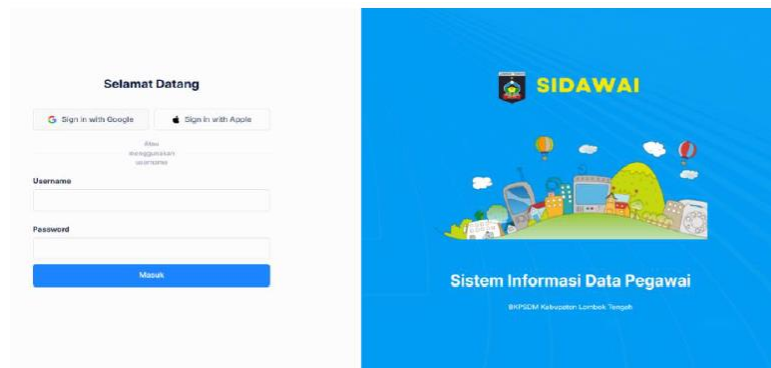 Selamat Datang
Sign in with Google
Sign in with Apple
Atau
menggunakan
username
Username
Password
Masuk
SIDAWAI
Sistem Informasi Data Pegawai
BKPSDM Kabupaten Lombok Tengah